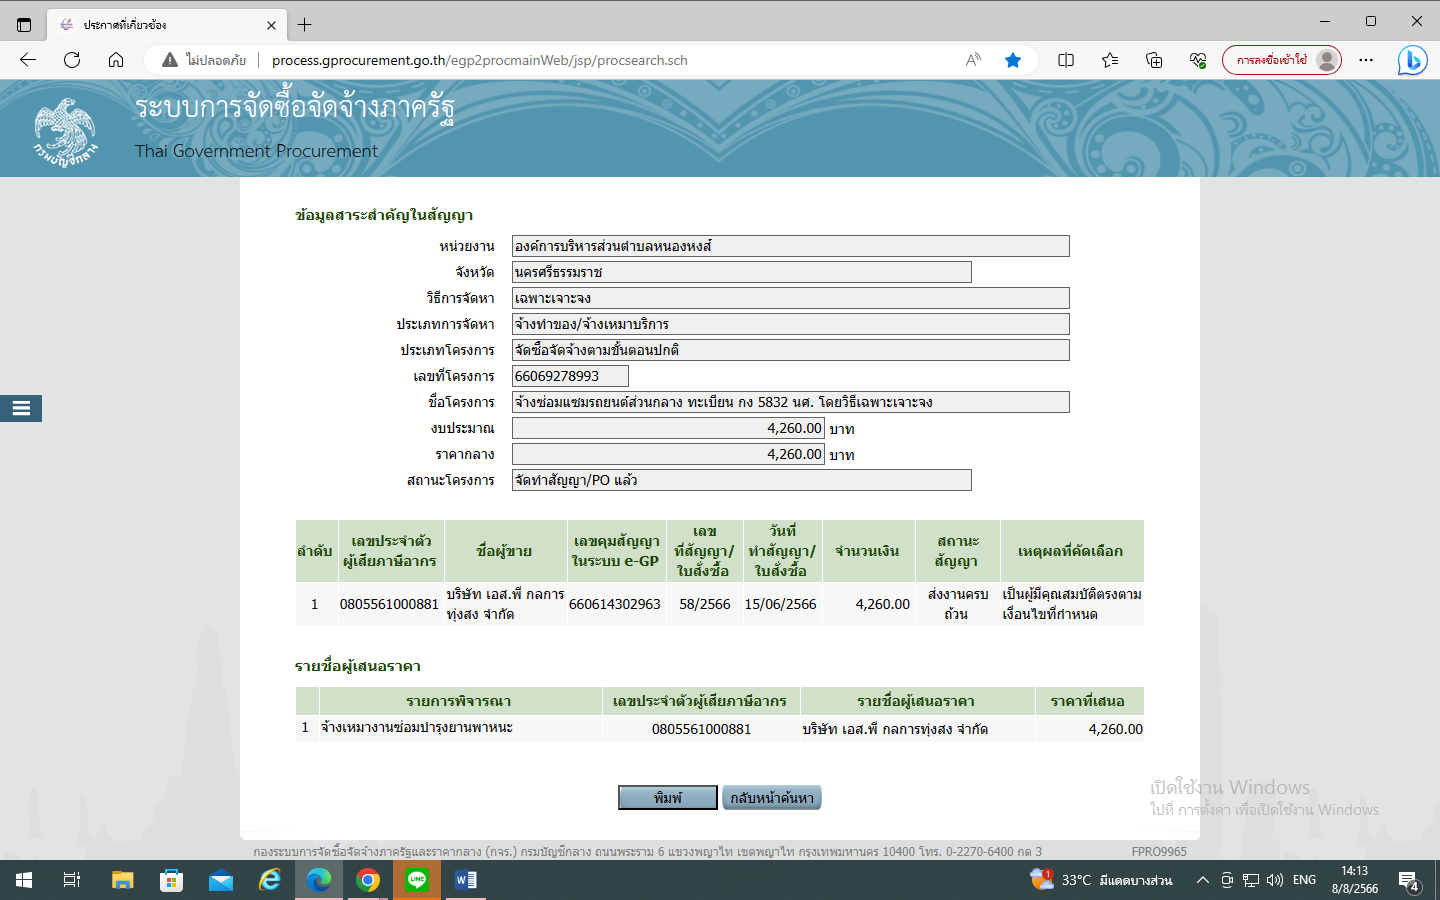 ประกาศที่เกี่ยวข้อง
ไม่ปลอดภัย process.gprocurement.go.th/egp2procmainWeb/jsp/procsearch.sch
การลงชื่อเข้าใช้
ระบบการจัดซื้อจัดจ้างภาครัฐ
Thai Government Procurement
กรมบัญชีกลาง
ข้อมูลสาระสำคัญในสัญญา
หน่วยงาน องค์การบริหารส่วนตำบลหนองหงส์
จังหวัด นครศรีธรรมราช
วิธีการจัดหา เฉพาะเจาะจง
ประเภทการจัดหา จ้างทำของ/จ้างเหมาบริการ
ประเภทโครงการ จัดซื้อจัดจ้างตามขั้นตอนปกติ
เลขที่โครงการ 66069278993
ชื่อโครงการ จ้างซ่อมแซมรถยนต์ส่วนกลาง ทะเบียน กง 5832 นศ. โดยวิธีเฉพาะเจาะจง
งบประมาณ 4,260.00 บาท
ราคากลาง 4,260.00 บาท
สถานะโครงการ จัดทำสัญญา/PO แล้ว
ลำดับ เลขประจำตัวผู้เสียภาษีอากร ชื่อผู้ขาย เลขคุมสัญญาในระบบ e-GP เลขที่สัญญา/ใบสั่งซื้อ วันที่ทำสัญญา/ใบสั่งซื้อ จำนวนเงิน สถานะสัญญา เหตุผลที่คัดเลือก
1 0805561000881 บริษัท เอส.พี กลการทุ่งสง จำกัด 660614302963 58/2566 15/06/2566 4,260.00 ส่งงานครบถ้วน เป็นผู้มีคุณสมบัติตรงตามเงื่อนไขที่กำหนด
รายชื่อผู้เสนอราคา
รายการพิจารณา เลขประจำตัวผู้เสียภาษีอากร รายชื่อผู้เสนอราคา ราคาที่เสนอ
1 จ้างเหมางานซ่อมบำรุงยานพาหนะ 0805561000881 บริษัท เอส.พี กลการทุ่งสง จำกัด 4,260.00
พิมพ์ กลับหน้าค้นหา
เปิดใช้งาน Windows
ไปที่ การตั้งค่า เพื่อเปิดใช้งาน Windows
กองระบบการจัดซื้อจัดจ้างภาครัฐและราคากลาง (กจร.) กรมบัญชีกลาง ถนนพระราม 6 แขวงพญาไท เขตพญาไท กรุงเทพมหานคร 10400 โทร. 0-2270-6400 กด 3 FPRO9965
LINE
1 33°C มีแดดบางส่วน ENG 14:13
8/8/2566 4